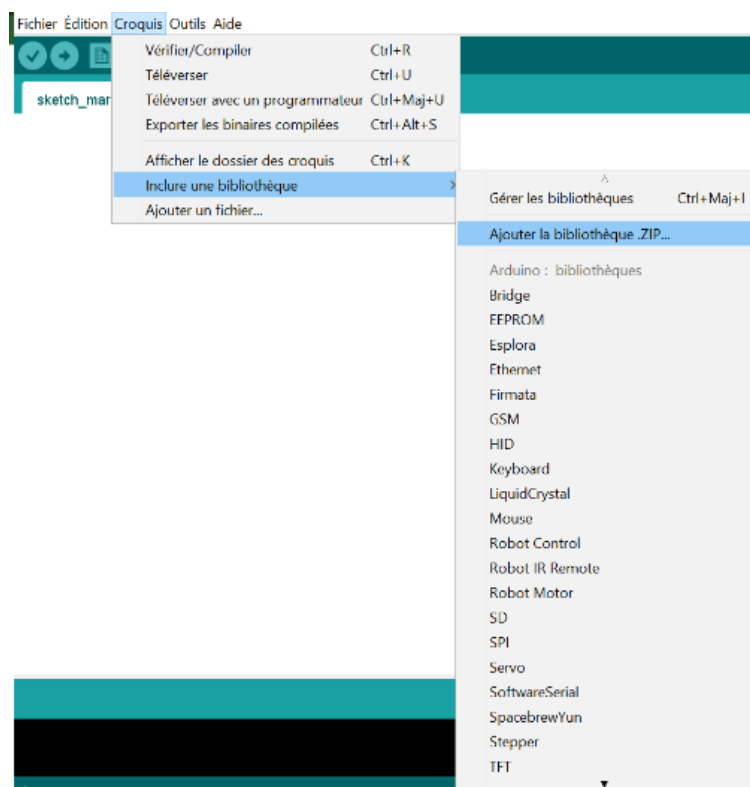 Fichier Édition Croquis Outils Aide
sketch_mar
Vérifier/Compiler Ctrl+R
Téléverser Ctrl+U
Téléverser avec un programmateur Ctrl+Maj+U
Exporter les binaires compilées Ctrl+Alt+S
Afficher le dossier des croquis Ctrl+K
Inclure une bibliothèque
Ajouter un fichier...
Gérer les bibliothèques Ctrl+Maj+I
Ajouter la bibliothèque .ZIP...
Arduino : bibliothèques
Bridge
EEPROM
Esplora
Ethernet
Firmata
GSM
HID
Keyboard
LiquidCrystal
Mouse
Robot Control
Robot IR Remote
Robot Motor
SD
SPI
Servo
SoftwareSerial
SpacebrewYun
Stepper
TFT